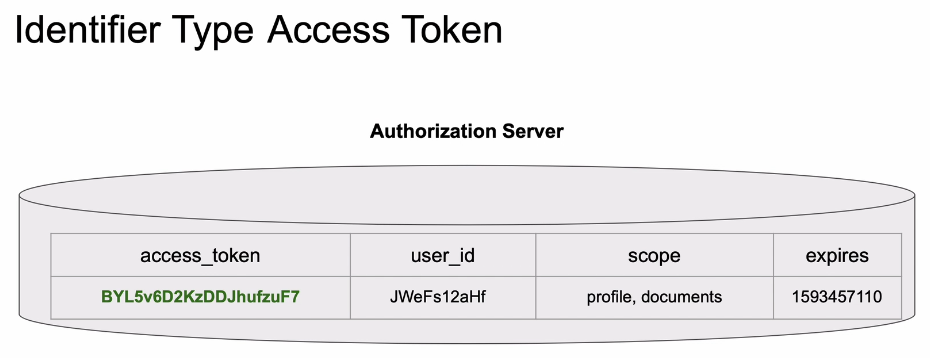 Identifier Type Access Token
Authorization Server
access_token user_id scope expires
BYL5v6D2KzDDJhufzuF7 JWeFs12aHf profile, documents 1593457110